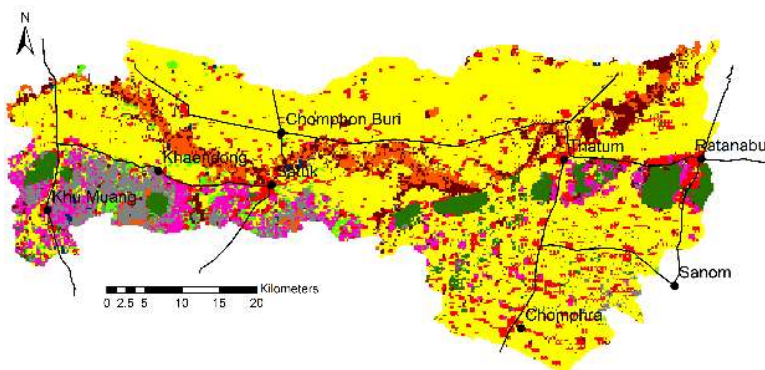 N
Chomphon Buri
Thatum
Ratanabu
Khaendong
Satuk
Khu Muang
Sanom
Kilometers
0 2.5 5 10 15 20
Chomphra